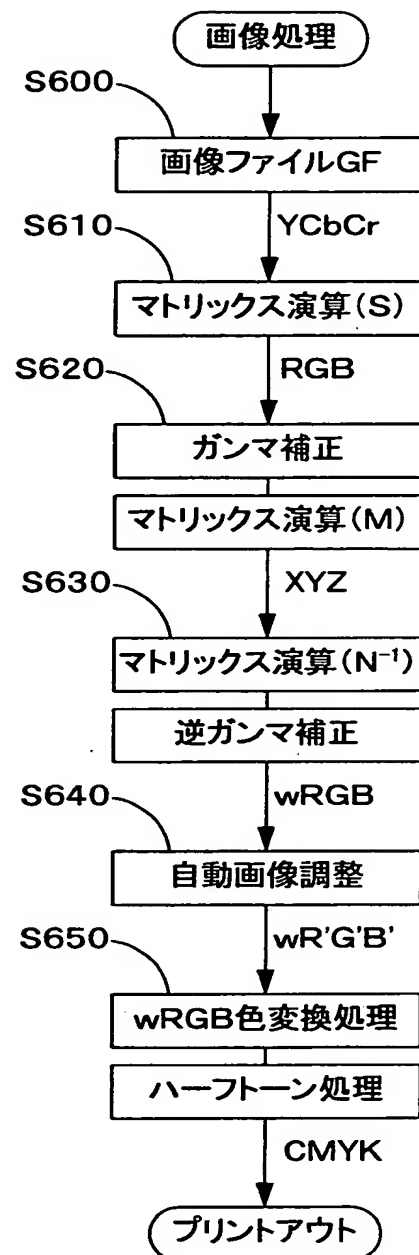 画像処理
S600
画像ファイルGF
S610
YCbCr
マトリックス演算(S)
S620
RGB
ガンマ補正
マトリックス演算(M)
S630
XYZ
マトリックス演算(N⁻¹)
逆ガンマ補正
S640
wRGB
自動画像調整
S650
wR'G'B'
wRGB色変換処理
ハーフトーン処理
CMYK
プリントアウト